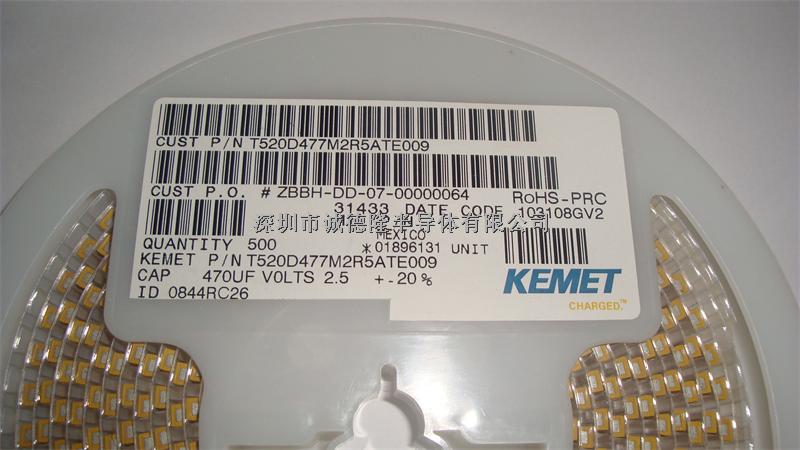 CUST P/N T520D477M2R5ATE009
CUST P.O. # ZBBH-DD-07-00000064 RoHS-PRC
31433 DATE CODE 103108GV2
深圳市诚德隆半导体有限公司
MEXICO
QUANTITY 500 *01896131 UNIT
KEMET P/N T520D477M2R5ATE009
CAP 470UF VOLTS 2.5 +-20%
ID 0844RC26
KEMET
CHARGED.™